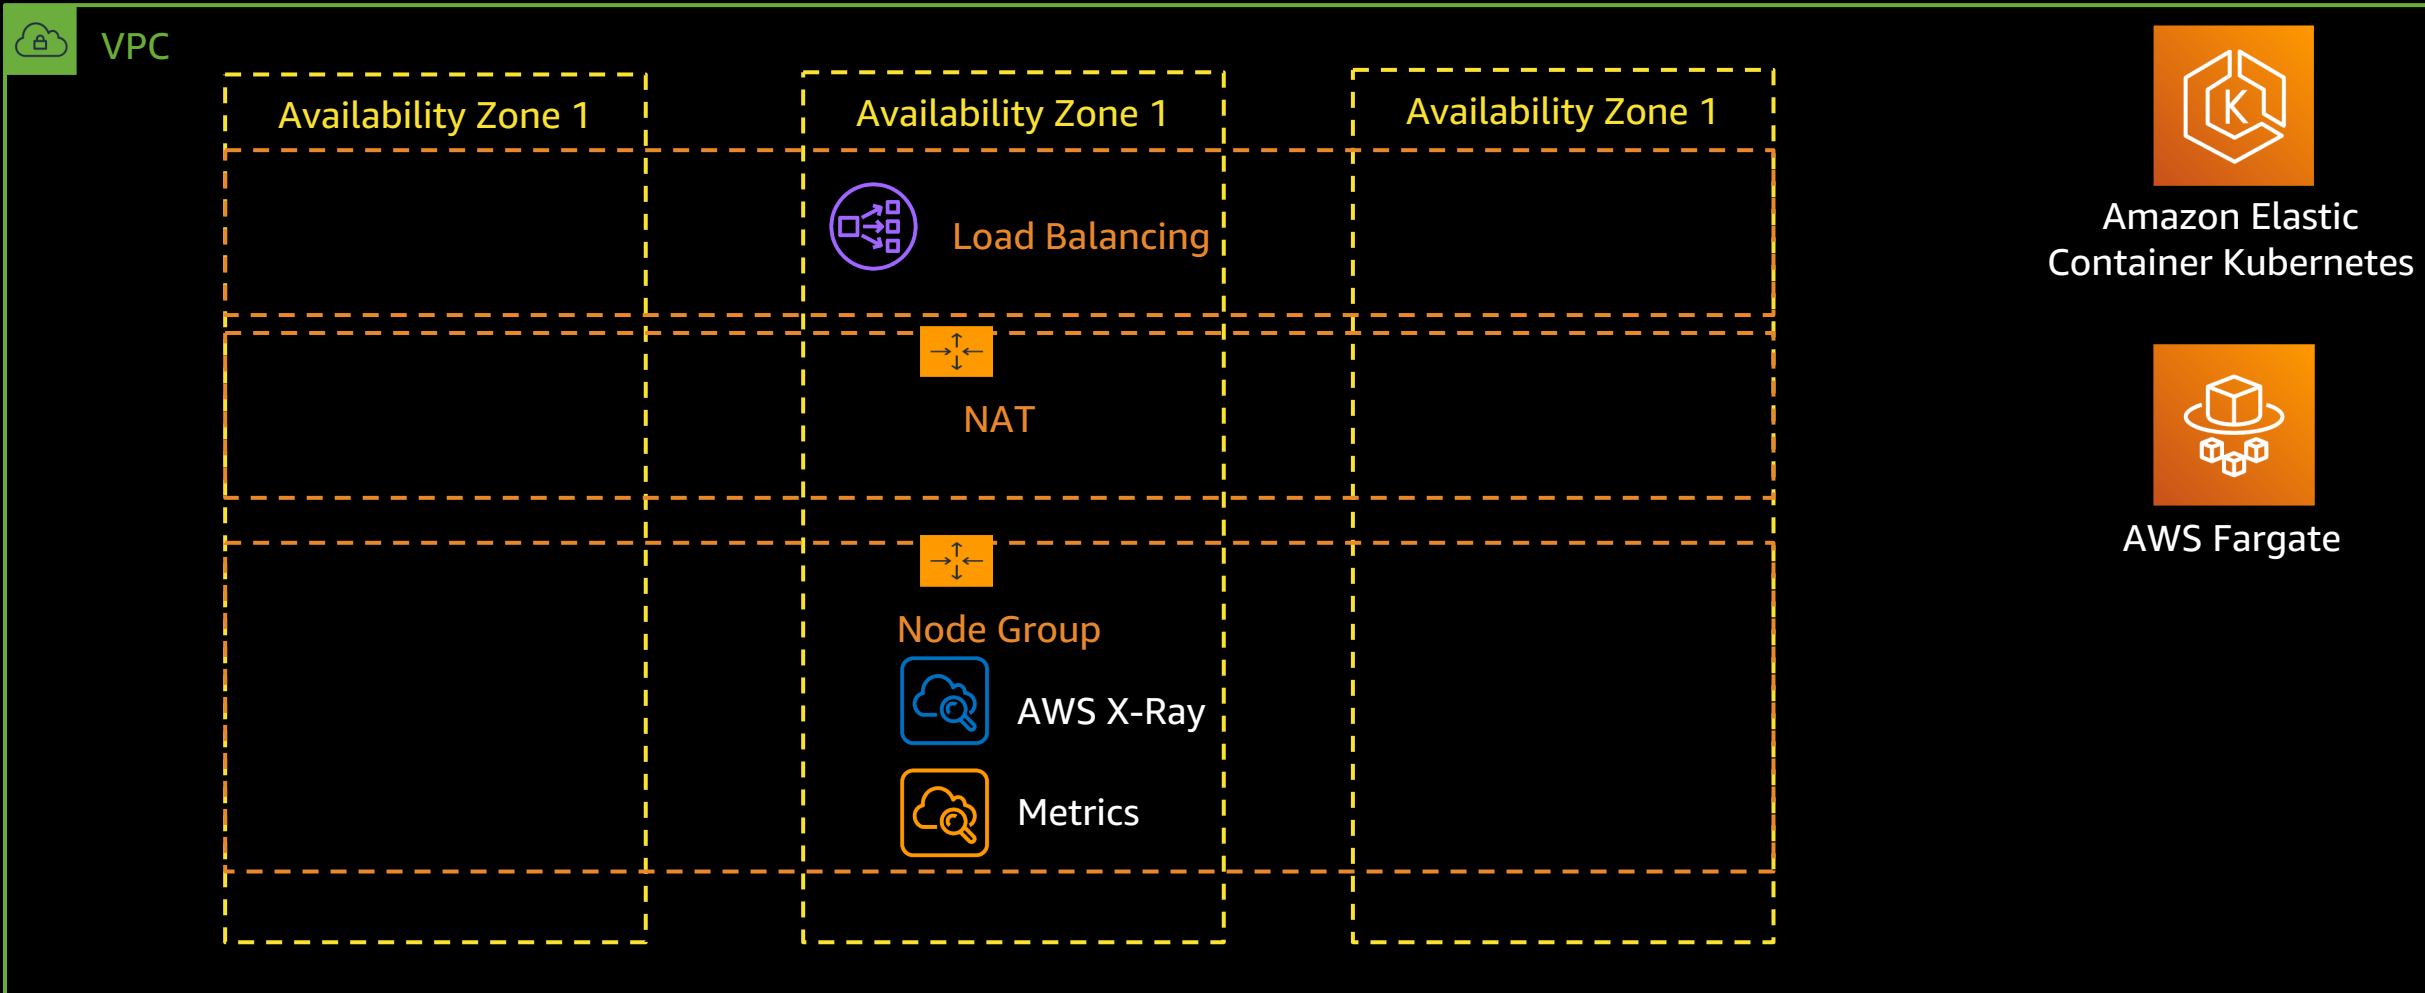 VPC
Availability Zone 1
Availability Zone 1
Availability Zone 1
Load Balancing
NAT
Node Group
AWS X-Ray
Metrics
K
Amazon Elastic
Container Kubernetes
AWS Fargate